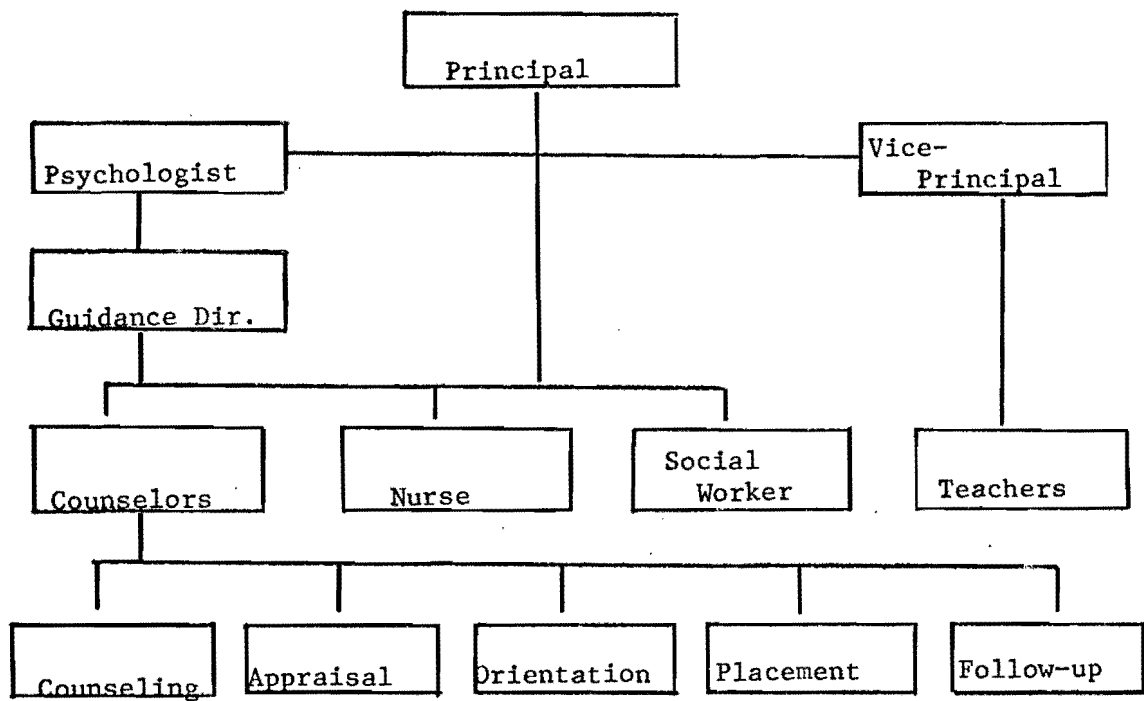 Principal
Psychologist
Vice-
Principal
Guidance Dir.
Counselors
Nurse
Social
Worker
Teachers
Counseling
Appraisal
Orientation
Placement
Follow-up